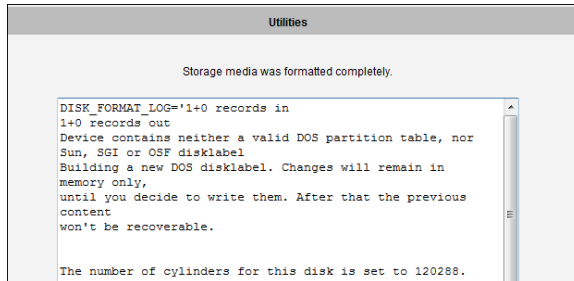 Utilities
Storage media was formatted completely.
DISK_FORMAT_LOG='1+0 records in
1+0 records out
Device contains neither a valid DOS partition table, nor
Sun, SGI or OSF disklabel
Building a new DOS disklabel. Changes will remain in
memory only,
until you decide to write them. After that the previous
content
won't be recoverable.
The number of cylinders for this disk is set to 120288.